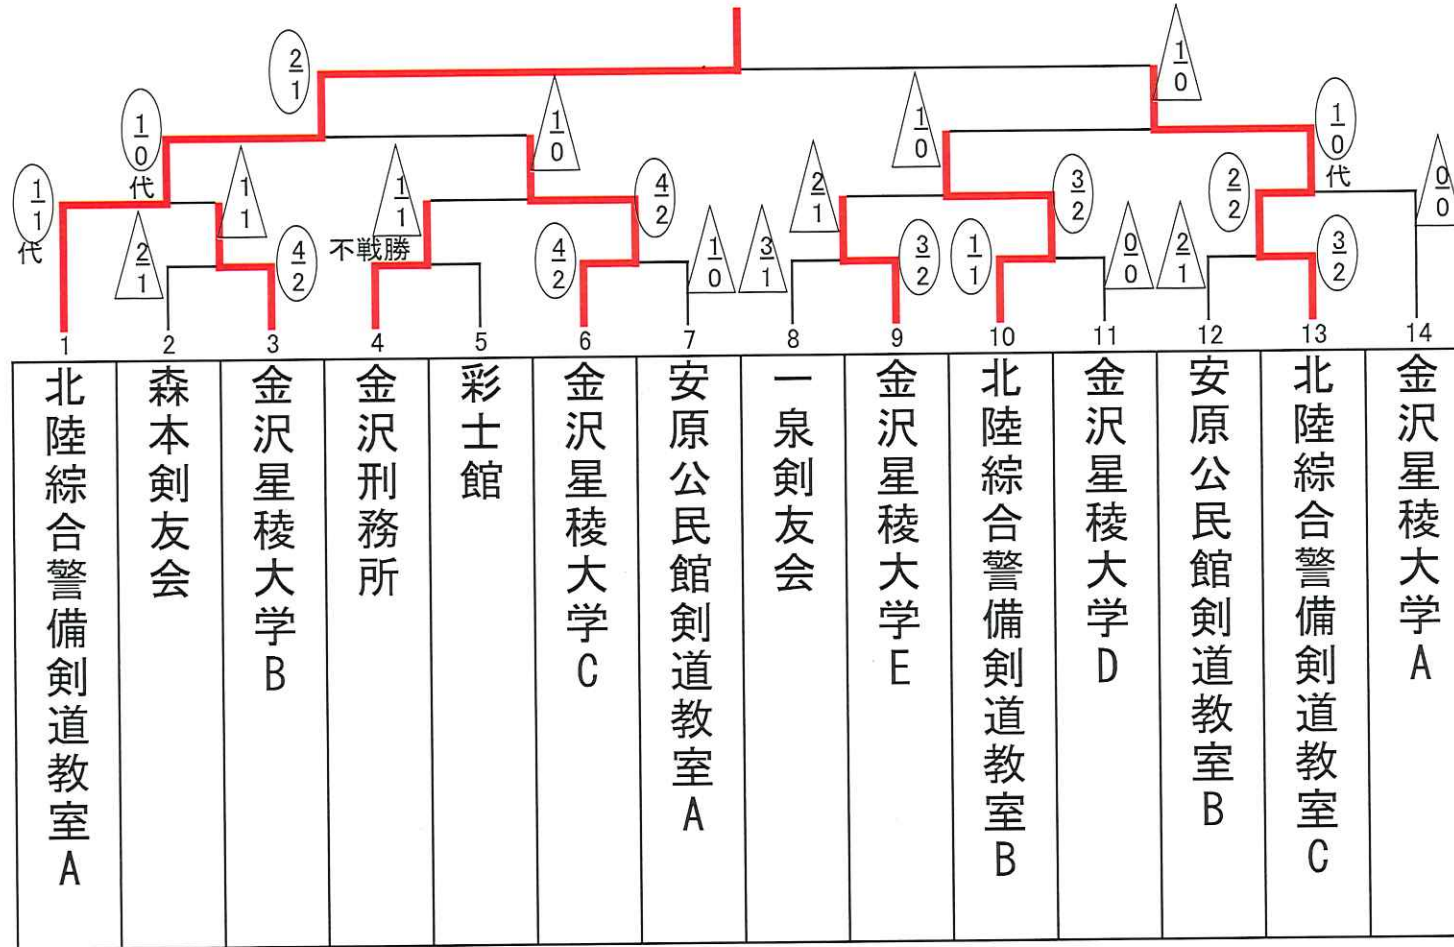 2/1
1/0
1/0
1/0
1/0
代
1/0
代
1/1
代
1/1
1/1
4/2
2/1
3/2
2/2
0/0
2/1
4/2
不戦勝
4/2
1/0
3/1
3/2
1/1
0/0
2/1
3/2
1
2
3
4
5
6
7
8
9
10
11
12
13
14
北陸綜合警備剣道教室A
森本剣友会
金沢星稜大学B
金沢刑務所
彩士館
金沢星稜大学C
安原公民館剣道教室A
一泉剣友会
金沢星稜大学E
北陸綜合警備剣道教室B
金沢星稜大学D
安原公民館剣道教室B
北陸綜合警備剣道教室C
金沢星稜大学A